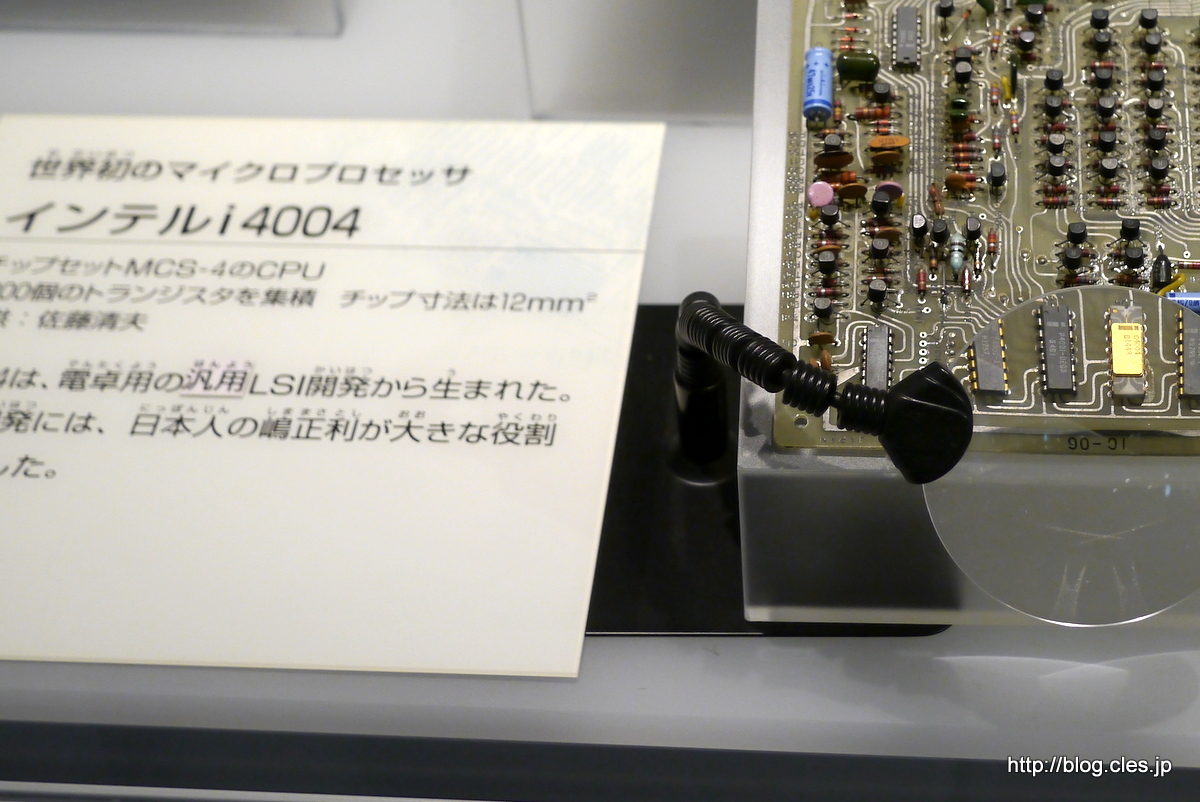 世界初のマイクロプロセッサ
インテルi4004
チップセットMCS-4のCPU
00個のトランジスタを集積 チップ寸法は12mm²
：佐藤清夫
4は、電卓用の汎用LSI開発から生まれた。
発には、日本人の嶋正利が大きな役割
した。
IC-06
http://blog.cles.jp